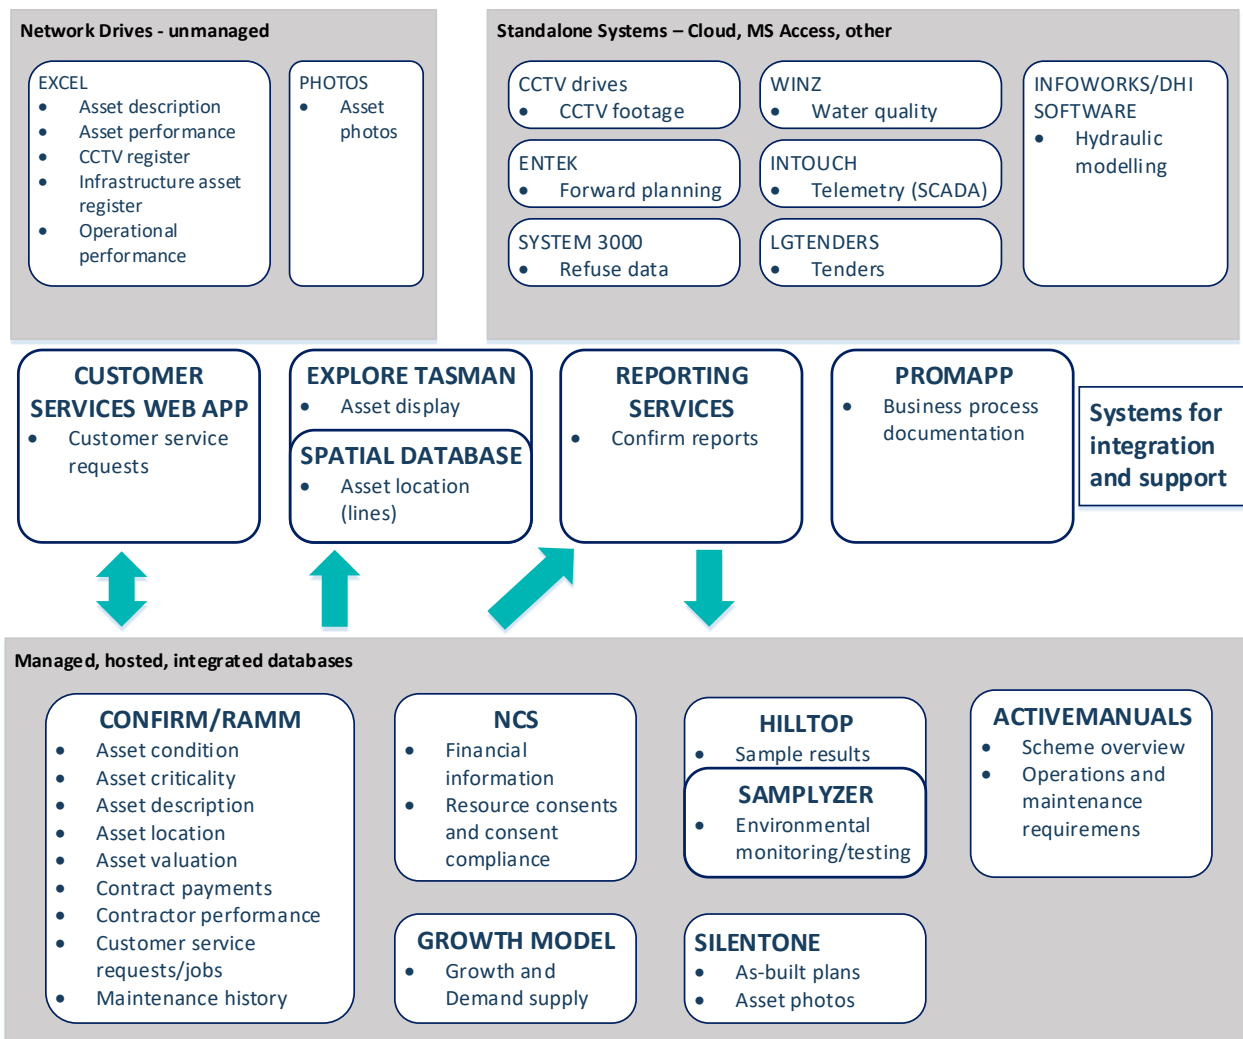 Network Drives - unmanaged
EXCEL
• Asset description
• Asset performance
• CCTV register
• Infrastructure asset
register
• Operational
performance
PHOTOS
• Asset
photos
Standalone Systems – Cloud, MS Access, other
CCTV drives
• CCTV footage
WINZ
• Water quality
INFOWORKS/DHI
SOFTWARE
• Hydraulic
modelling
ENTEK
• Forward planning
INTOUCH
• Telemetry (SCADA)
SYSTEM 3000
• Refuse data
LGTENDERS
• Tenders
CUSTOMER
SERVICES WEB APP
• Customer service
requests
EXPLORE TASMAN
• Asset display
SPATIAL DATABASE
• Asset location
(lines)
REPORTING
SERVICES
• Confirm reports
PROMAPP
• Business process
documentation
Systems for
integration
and support
Managed, hosted, integrated databases
CONFIRM/RAMM
• Asset condition
• Asset criticality
• Asset description
• Asset location
• Asset valuation
• Contract payments
• Contractor performance
• Customer service
requests/jobs
• Maintenance history
NCS
• Financial
information
• Resource consents
and consent
compliance
HILLTOP
• Sample results
SAMPLYZER
• Environmental
monitoring/testing
ACTIVEMANUALS
• Scheme overview
• Operations and
maintenance
requiremens
GROWTH MODEL
• Growth and
Demand supply
SILENTONE
• As-built plans
• Asset photos